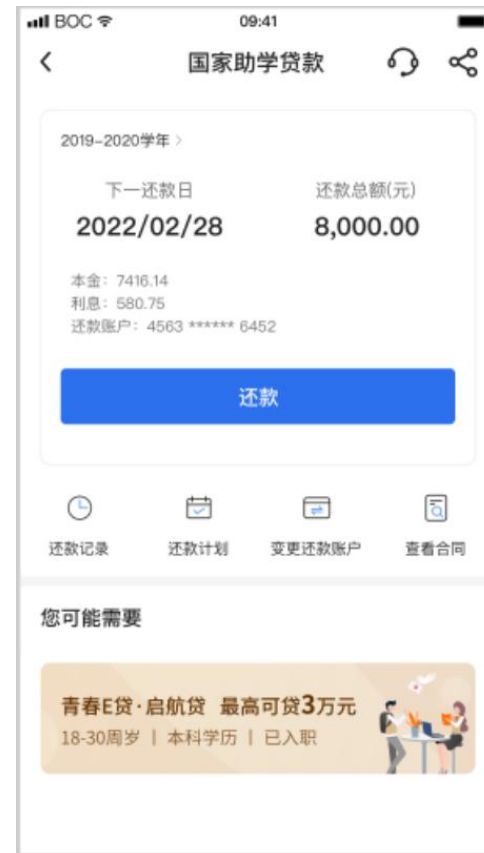 BOC 09:41
国家助学贷款
2019-2020学年
下一还款日 还款总额(元)
2022/02/28 8,000.00
本金：7416.14
利息：580.75
还款账户：4563 ****** 6452
还款
还款记录 还款计划 变更还款账户 查看合同
您可能需要
青春E贷·启航贷 最高可贷3万元
18-30周岁 | 本科学历 | 已入职